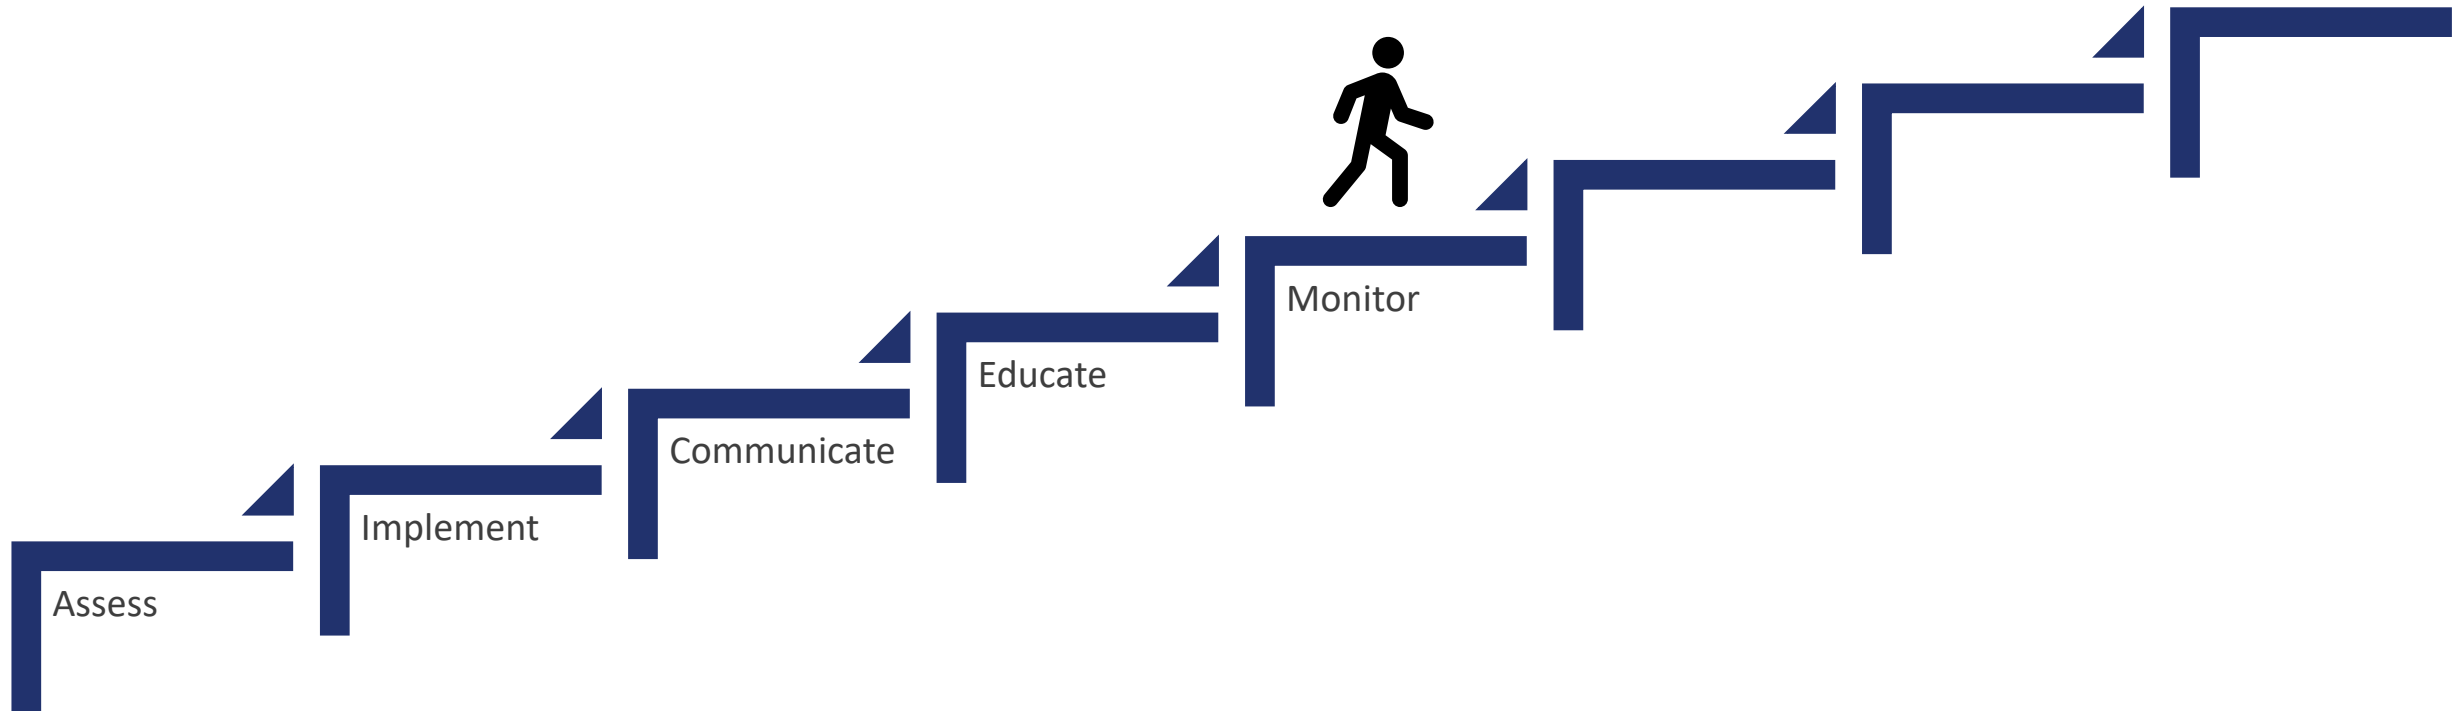 Assess
Implement
Communicate
Educate
Monitor